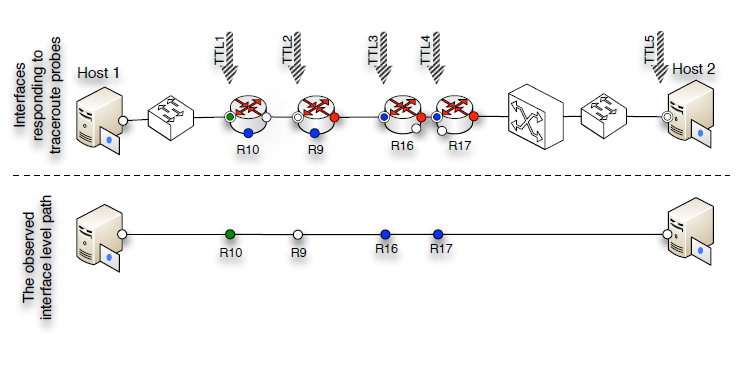 Interfaces
responding to
traceroute probes
Host 1
TTL1
TTL2
TTL3
TTL4
TTL5
Host 2
R10
R9
R16
R17
The observed
interface level path
R10
R9
R16
R17